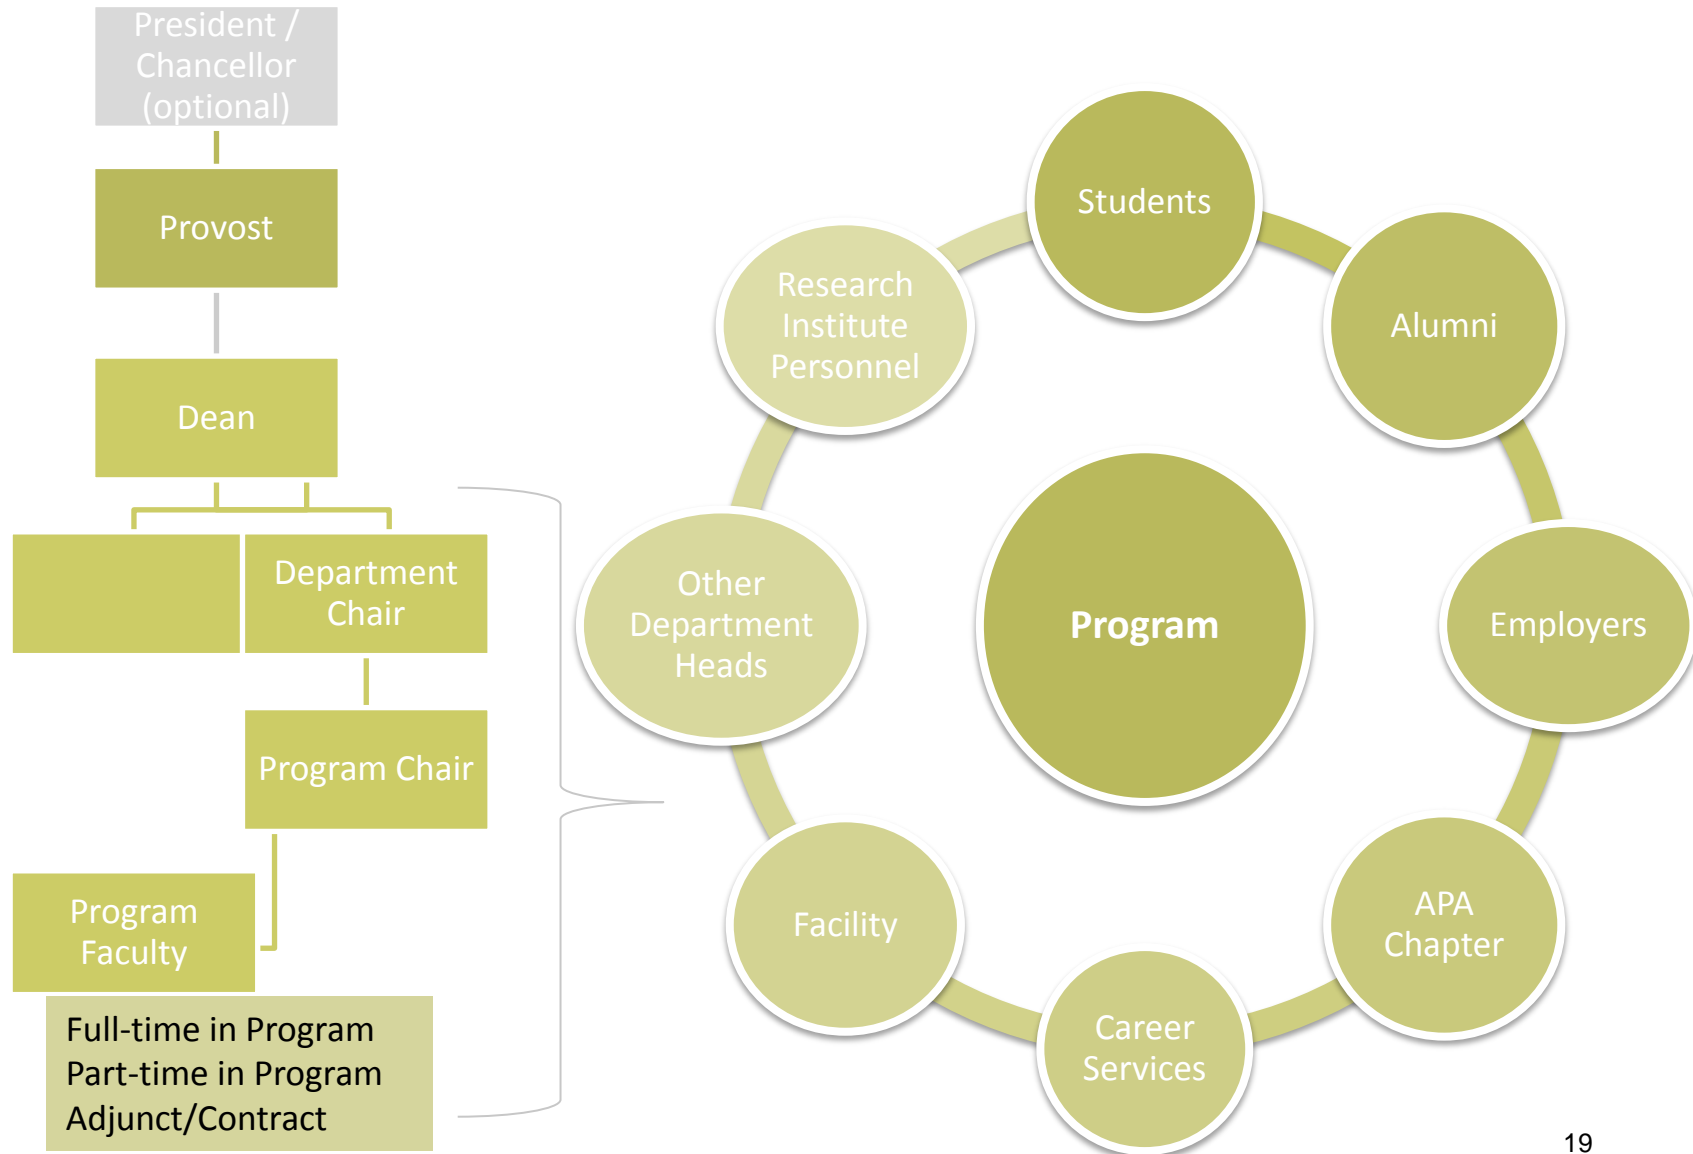 President /
Chancellor
(optional)
Provost
Dean
Department
Chair
Program Chair
Program
Faculty
Full-time in Program
Part-time in Program
Adjunct/Contract
Students
Alumni
Employers
APA
Chapter
Career
Services
Facility
Other
Department
Heads
Research
Institute
Personnel
Program
19